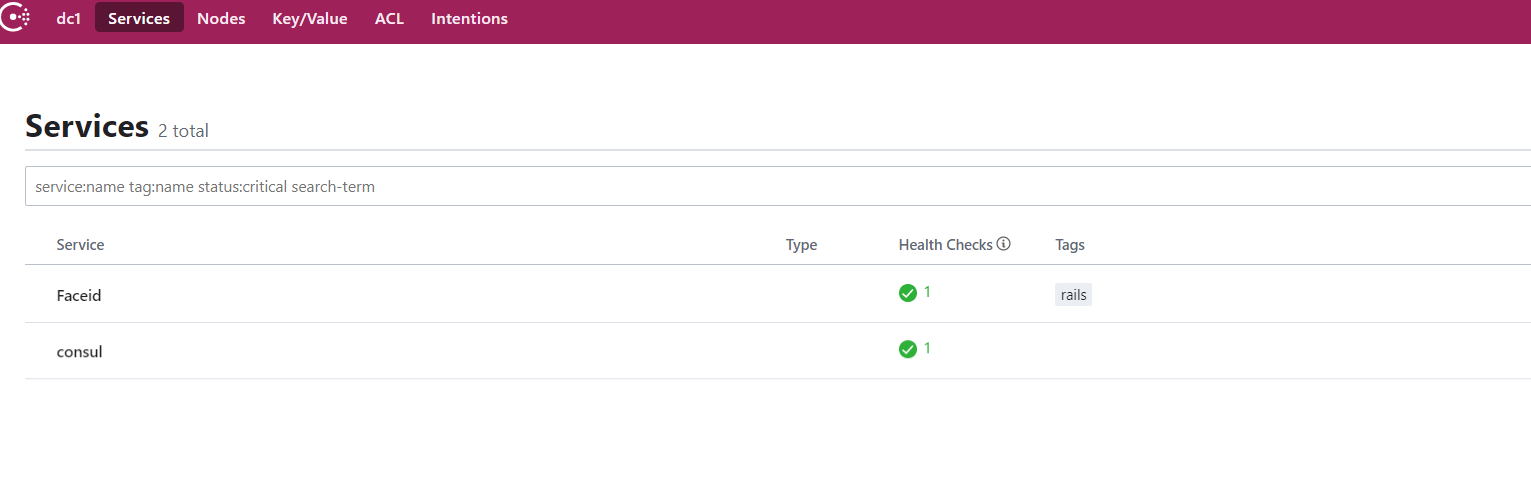 dc1 Services Nodes Key/Value ACL Intentions
Services 2 total
service:name tag:name status:critical search-term
Service Type Health Checks Tags
Faceid 1 rails
consul 1